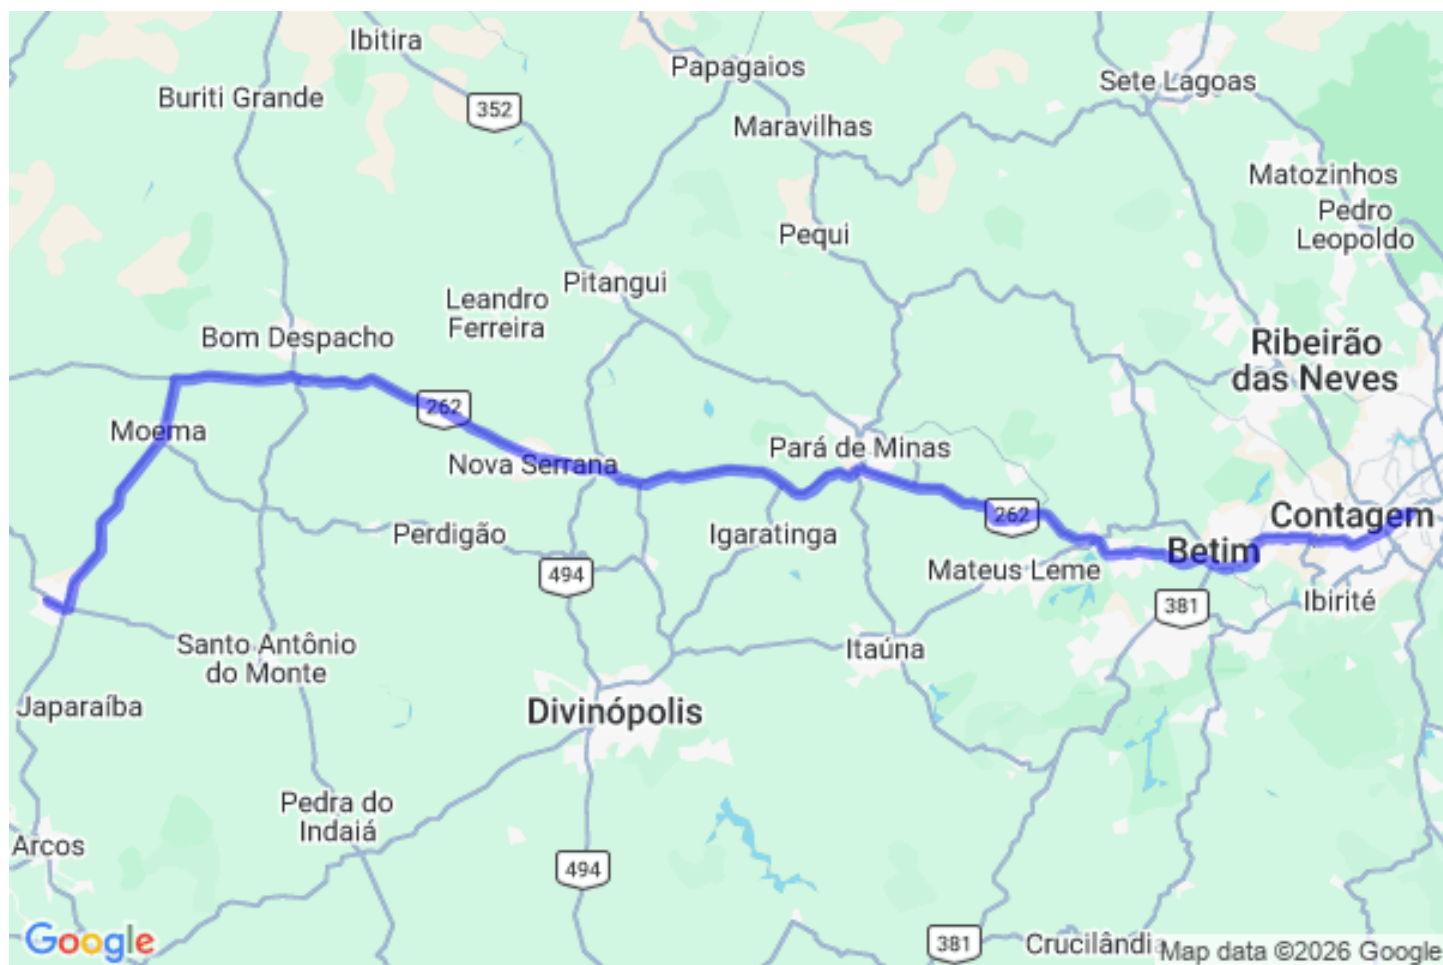 Ibitira
Papagaios
Sete Lagoas
Buriti Grande
352
Maravilhas
Matozinhos
Pedro
Leopoldo
Pequi
Pitangui
Leandro
Ferreira
Bom Despacho
Ribeirão
das Neves
262
Moema
Pará de Minas
Nova Serrana
262
Contagem
Perdigão
Igaratinga
Betim
Mateus Leme
494
381
Ibirité
Santo Antônio
do Monte
Itaúna
Japaraíba
Divinópolis
Pedra do
Indaiá
Arcos
494
Google
381
Crucilândia
Map data ©2026 Google